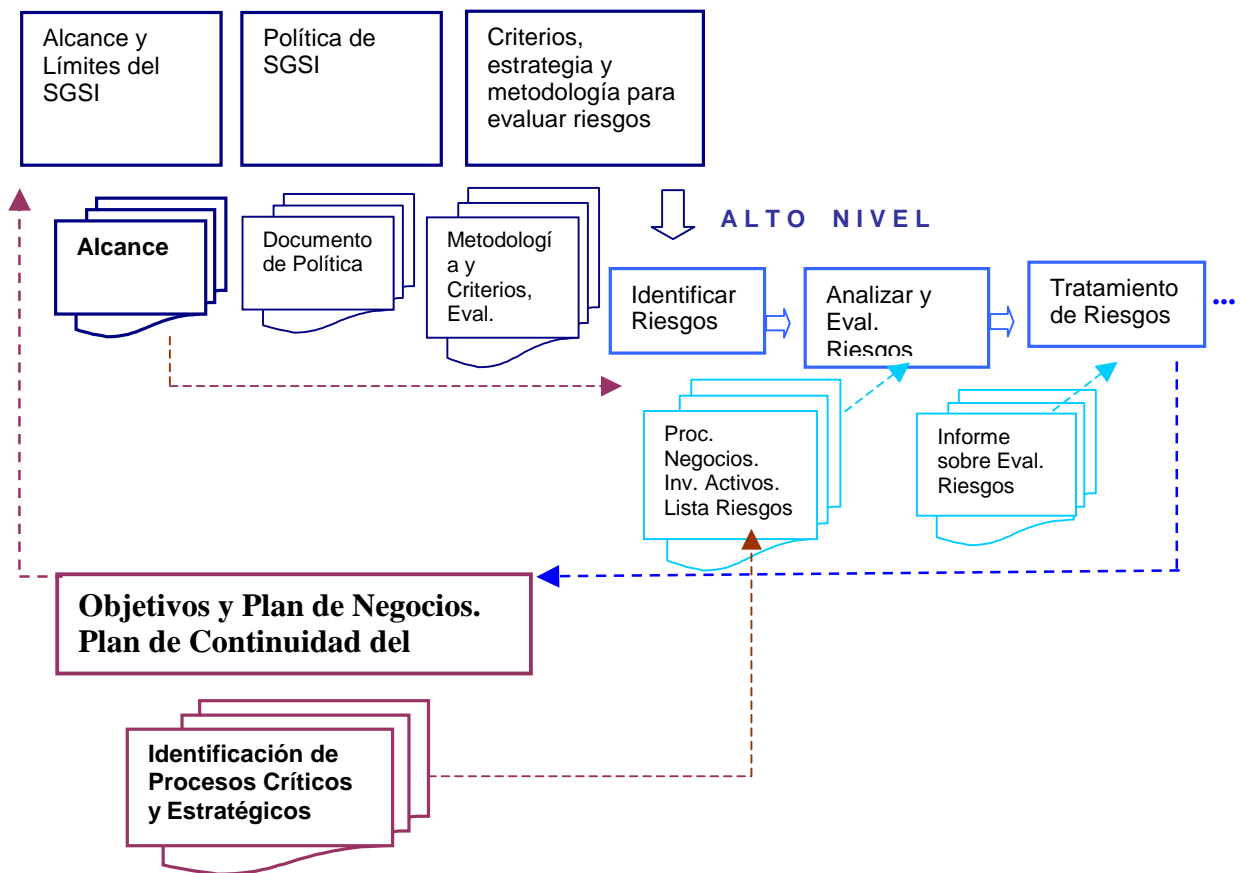 Alcance y
Límites del
SGSI
Política de
SGSI
Criterios,
estrategia y
metodología para
evaluar riesgos
ALTO NIVEL
Alcance
Documento
de Política
Metodologí
a y
Criterios,
Eval.
Identificar
Riesgos
Analizar y
Eval.
Riesgos
Tratamiento
de Riesgos
...
Proc.
Negocios.
Inv. Activos.
Lista Riesgos
Informe
sobre Eval.
Riesgos
Objetivos y Plan de Negocios.
Plan de Continuidad del
Identificación de
Procesos Críticos
y Estratégicos